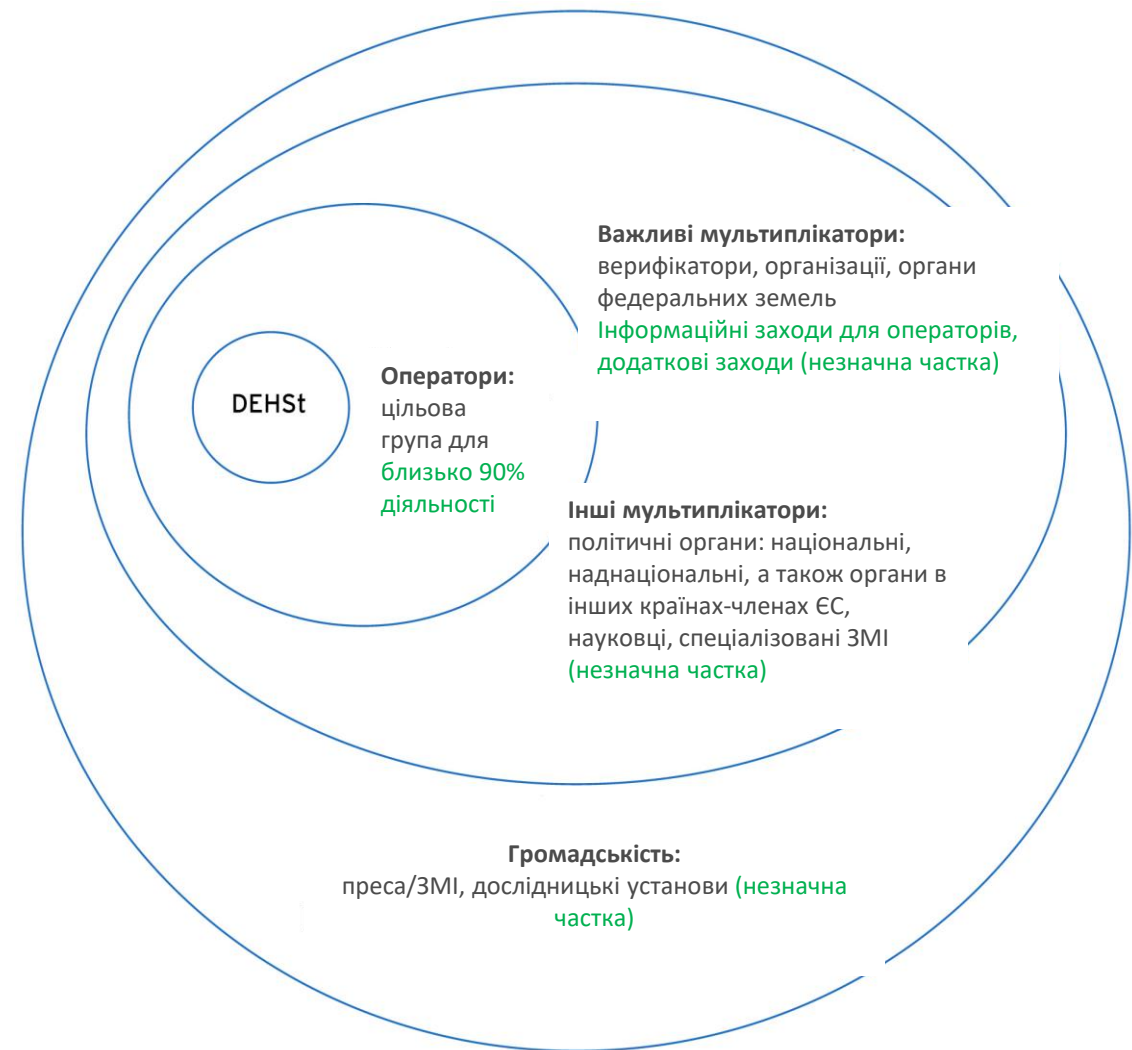 DEHSt
Оператори:
цільова
група для
близько 90%
діяльності
Важливі мультиплікатори:
верифікатори, організації, органи
федеральних земель
Інформаційні заходи для операторів,
додаткові заходи (незначна частка)
Інші мультиплікатори:
політичні органи: національні,
наднаціональні, а також органи в
інших країнах-членах ЄС,
науковці, спеціалізовані ЗМІ
(незначна частка)
Громадськість:
преса/ЗМІ, дослідницькі установи (незначна
частка)